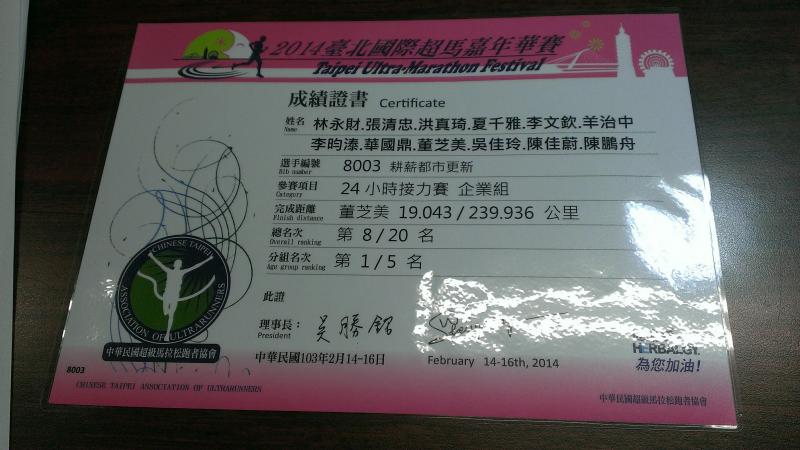 2014臺北國際超馬嘉年華賽
Taipei Ultra-Marathon Festival
成績證書 Certificate
姓名 林永財.張清忠.洪真琦.夏千雅.李文欽.羊治中
Name
李昀漆.華國鼎.董芝美.吳佳玲.陳佳蔚.陳鵬舟
選手編號 8003 耕薪都市更新
Bib number
參賽項目 24小時接力賽 企業組
Category
完成距離 董芝美 19.043/239.936 公里
Finish distance
總名次 第 8/20 名
Overall ranking
分組名次 第 1/5 名
Age group ranking
此證
理事長: 吳勝銘
President
中華民國103年2月14-16日 February 14-16th, 2014
CHINESE TAIPEI
ASSOCIATION OF ULTRARUNNERS
中華民國超級馬拉松跑者協會
HERBALGY
為您加油!
8003
CHINESE TAIPEI ASSOCIATION OF ULTRARUNNERS
中華民國超級馬拉松跑者協會